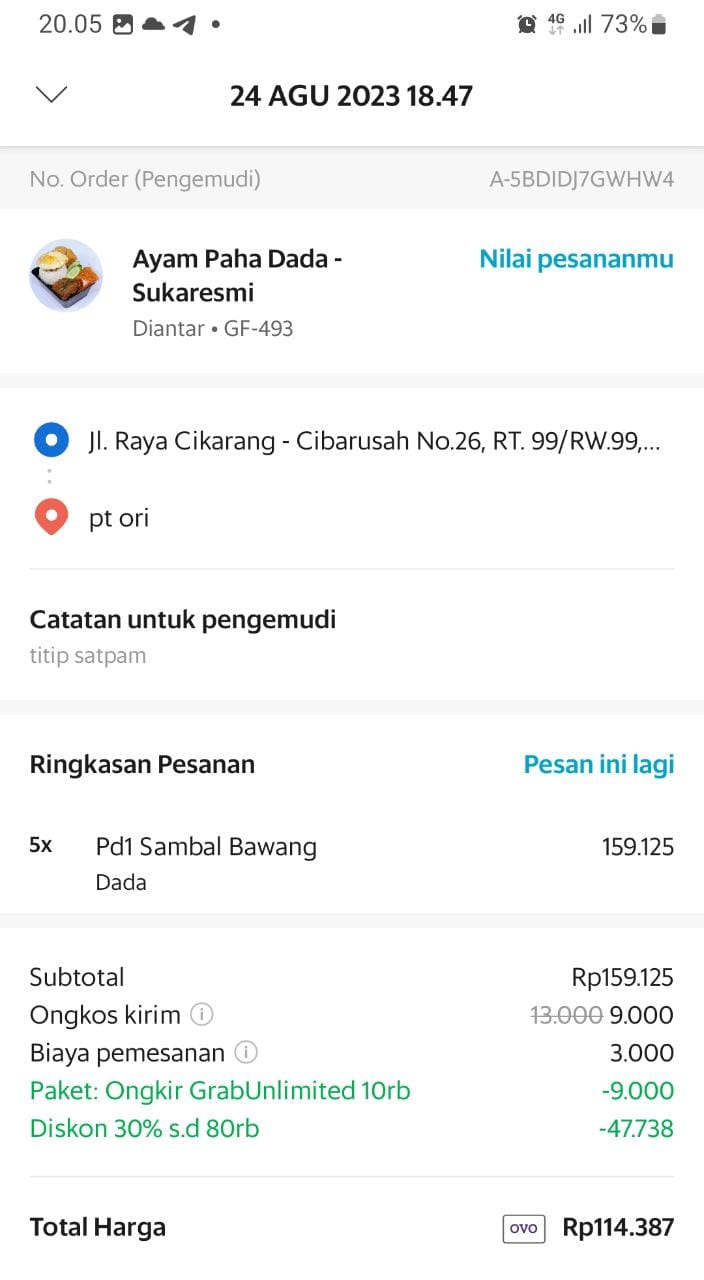 20.05 4G 73%
24 AGU 2023 18.47
No. Order (Pengemudi) A-5BDIDJ7GWHW4
Ayam Paha Dada - Nilai pesananmu
Sukaresmi
Diantar • GF-493
Jl. Raya Cikarang - Cibarusah No.26, RT. 99/RW.99,...
pt ori
Catatan untuk pengemudi
titip satpam
Ringkasan Pesanan Pesan ini lagi
5x Pd1 Sambal Bawang 159.125
Dada
Subtotal Rp159.125
Ongkos kirim 13.000 9.000
Biaya pemesanan 3.000
Paket: Ongkir GrabUnlimited 10rb -9.000
Diskon 30% s.d 80rb -47.738
Total Harga OVO Rp114.387